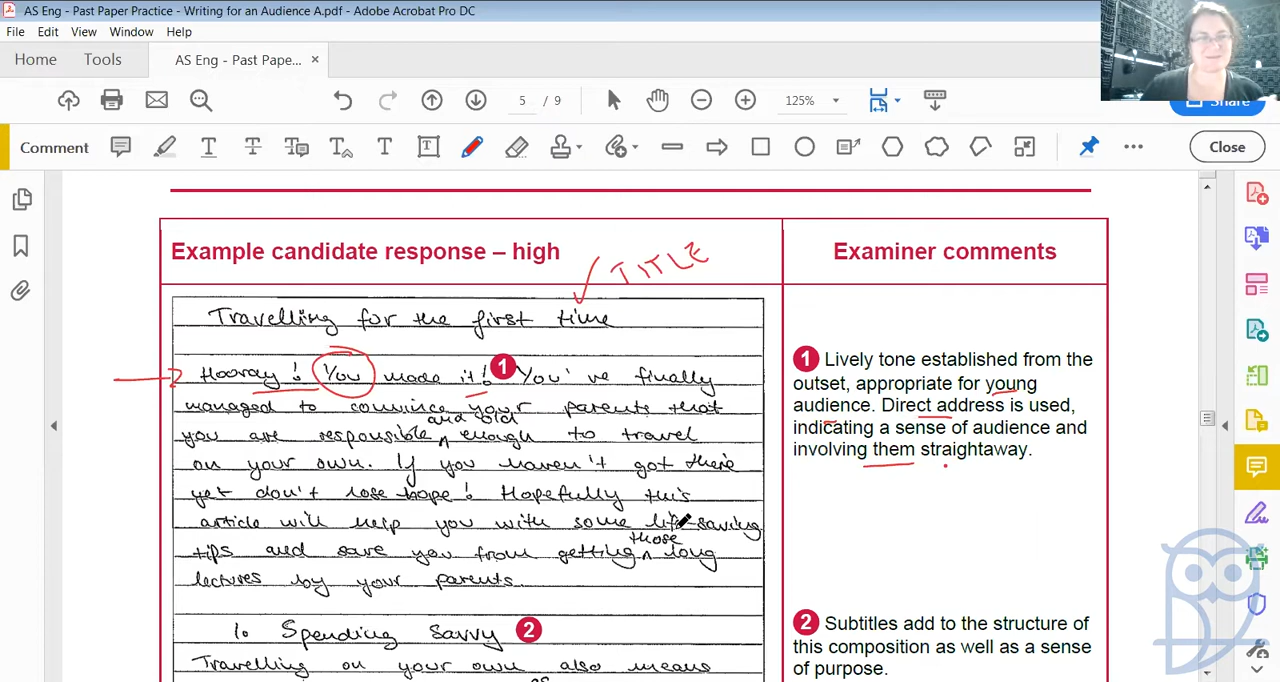 AS Eng - Past Paper Practice - Writing for an Audience A.pdf - Adobe Acrobat Pro DC
File Edit View Window Help
Home Tools AS Eng - Past Pape... ×
5 / 9 125% Share
Comment Close
Example candidate response – high
TITLE
Examiner comments
Travelling for the first time
Hooray! You made it! 1 You've finally
managed to convince your parents that
and old
you are responsible ^ enough to travel
on your own. If you haven't got there
yet don't lose hope! Hopefully this
article will help you with some life-saving
those
tips and save you from getting ^ long
lectures by your parents.
1. Spending savvy 2
Travelling on your own also means
1 Lively tone established from the
outset, appropriate for young
audience. Direct address is used,
indicating a sense of audience and
involving them straightaway.
2 Subtitles add to the structure of
this composition as well as a sense
of purpose.